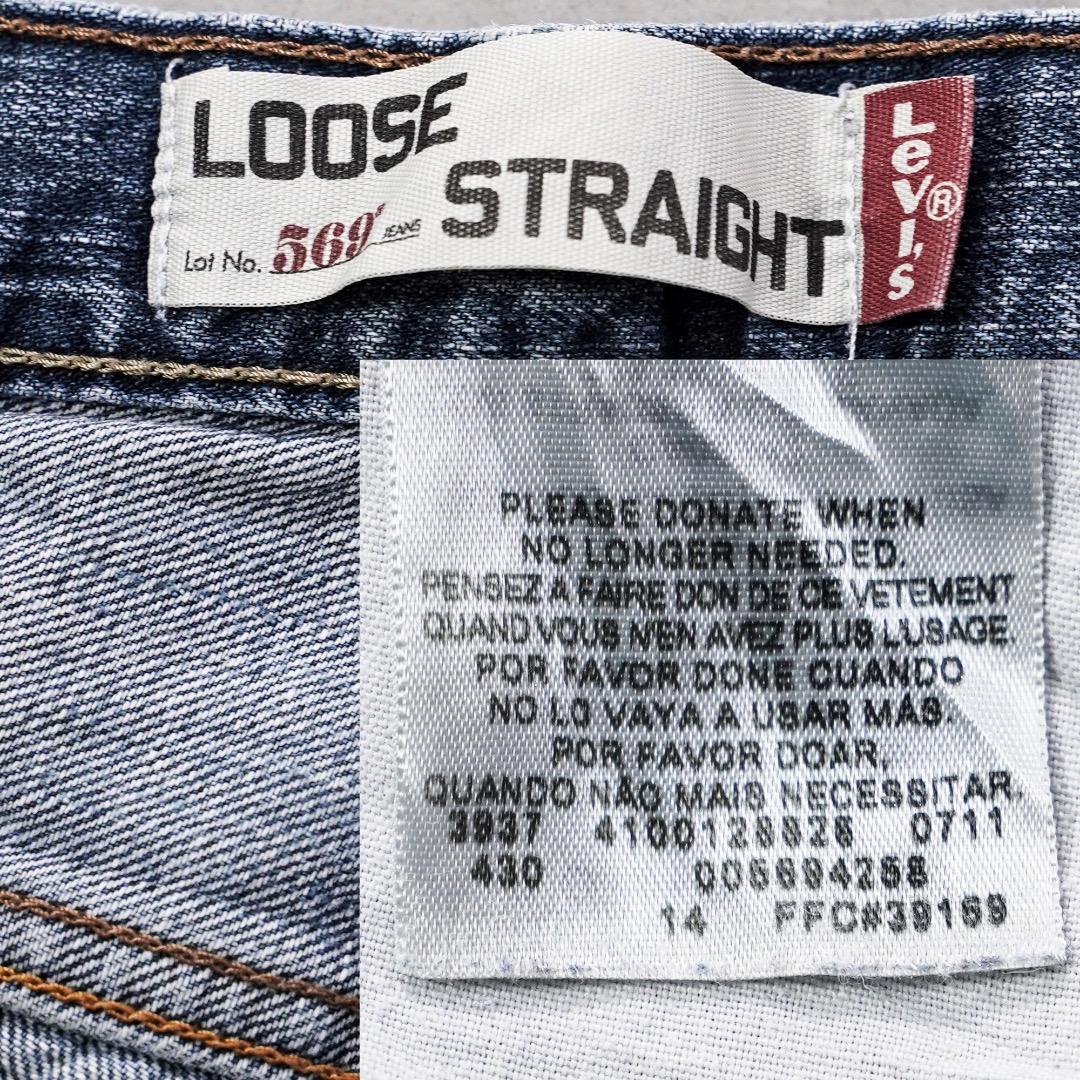 LOOSE
STRAIGHT
Lot No. 569® JEANS
Levi's®
PLEASE DONATE WHEN
NO LONGER NEEDED.
PENSEZ À FAIRE DON DE CE VETEMENT
QUAND VOUS N'EN AVEZ PLUS L'USAGE.
POR FAVOR DONE CUANDO
NO LO VAYA A USAR MÁS.
POR FAVOR DOAR,
QUANDO NÃO MAIS NECESSITAR.
3937 4100128828 0711
430 005694268
14 FFC#39169